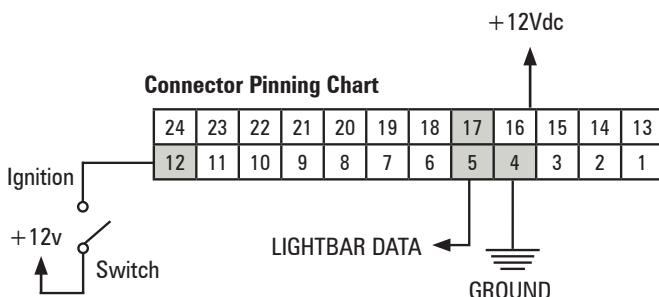 +12Vdc
Connector Pinning Chart
24 23 22 21 20 19 18 17 16 15 14 13
12 11 10 9 8 7 6 5 4 3 2 1
Ignition
+12v
Switch
LIGHTBAR DATA
GROUND